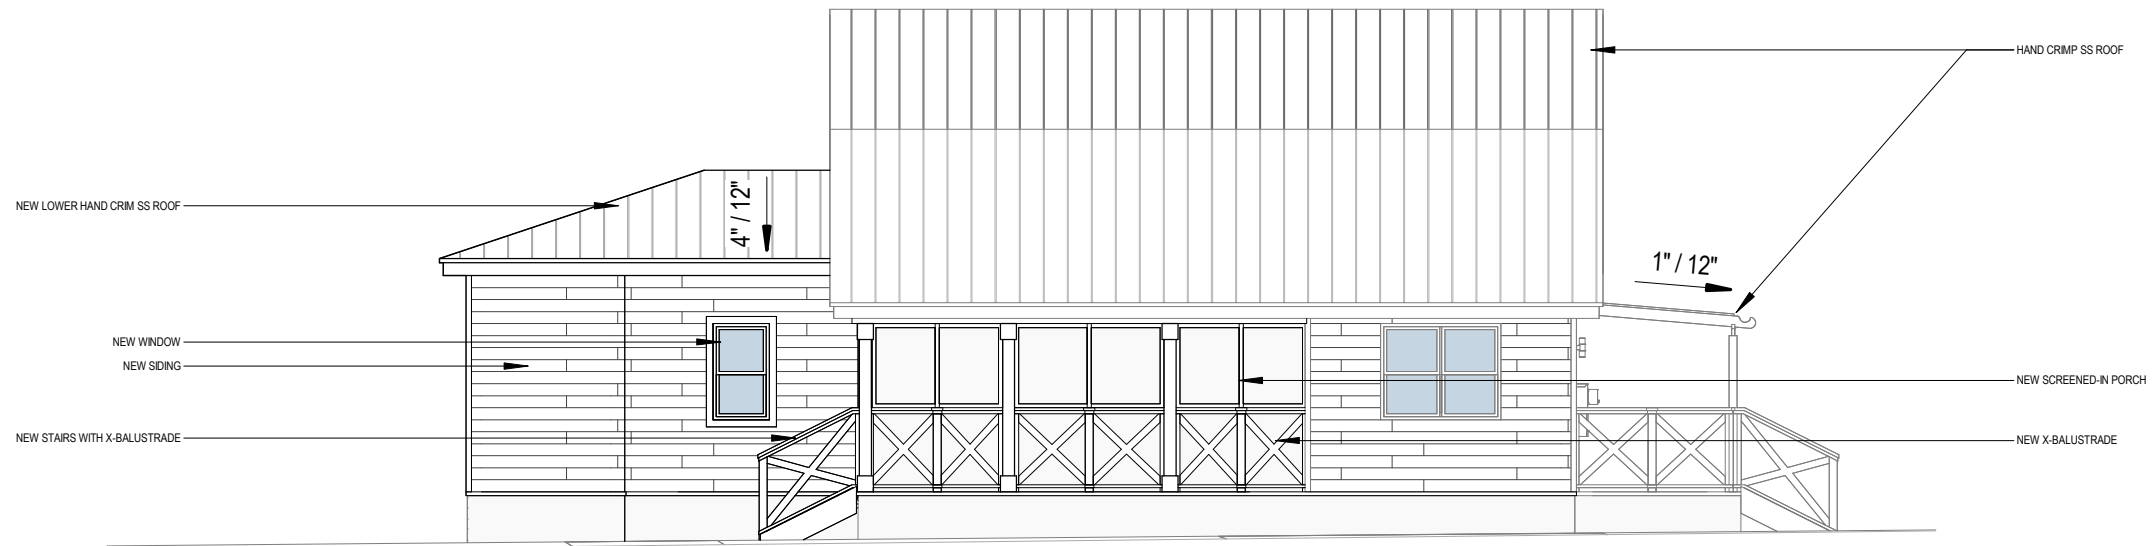 HAND CRIMP SS ROOF
NEW LOWER HAND CRIM SS ROOF
4" / 12"
1" / 12"
NEW WINDOW
NEW SIDING
NEW SCREENED-IN PORCH
NEW STAIRS WITH X-BALUSTRADE
NEW X-BALUSTRADE